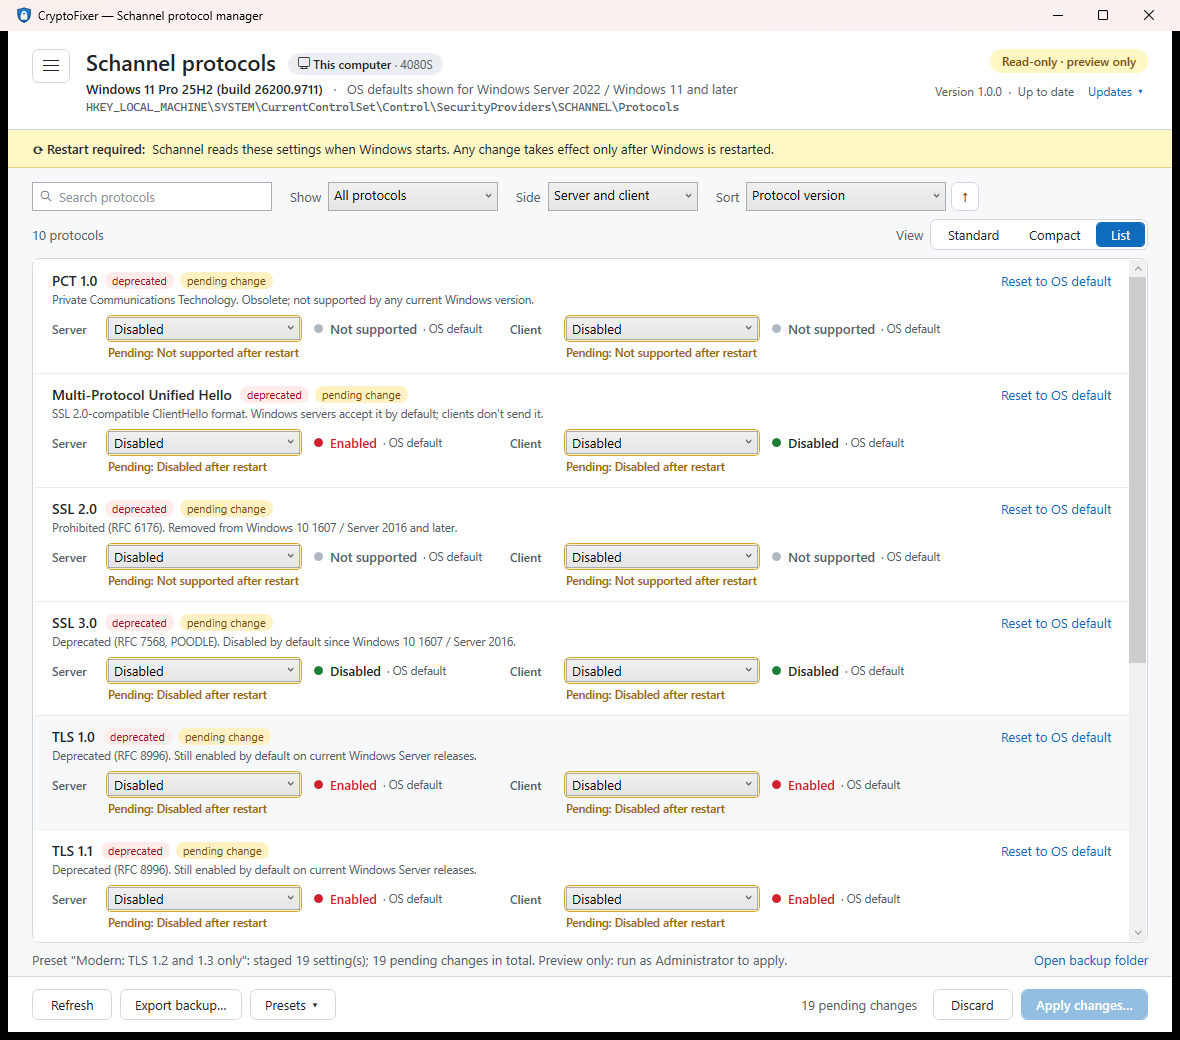 CryptoFixer — Schannel protocol manager
Schannel protocols This computer · 4080S Read-only · preview only
Windows 11 Pro 25H2 (build 26200.9711) · OS defaults shown for Windows Server 2022 / Windows 11 and later
Version 1.0.0 · Up to date Updates
HKEY_LOCAL_MACHINE\SYSTEM\CurrentControlSet\Control\SecurityProviders\SCHANNEL\Protocols
Restart required: Schannel reads these settings when Windows starts. Any change takes effect only after Windows is restarted.
Search protocols Show All protocols Side Server and client Sort Protocol version ↑
10 protocols View Standard Compact List
PCT 1.0 deprecated pending change Reset to OS default
Private Communications Technology. Obsolete; not supported by any current Windows version.
Server Disabled Not supported · OS default Client Disabled Not supported · OS default
Pending: Not supported after restart Pending: Not supported after restart
Multi-Protocol Unified Hello deprecated pending change Reset to OS default
SSL 2.0-compatible ClientHello format. Windows servers accept it by default; clients don't send it.
Server Disabled Enabled · OS default Client Disabled Disabled · OS default
Pending: Disabled after restart Pending: Disabled after restart
SSL 2.0 deprecated pending change Reset to OS default
Prohibited (RFC 6176). Removed from Windows 10 1607 / Server 2016 and later.
Server Disabled Not supported · OS default Client Disabled Not supported · OS default
Pending: Not supported after restart Pending: Not supported after restart
SSL 3.0 deprecated pending change Reset to OS default
Deprecated (RFC 7568, POODLE). Disabled by default since Windows 10 1607 / Server 2016.
Server Disabled Disabled · OS default Client Disabled Disabled · OS default
Pending: Disabled after restart Pending: Disabled after restart
TLS 1.0 deprecated pending change Reset to OS default
Deprecated (RFC 8996). Still enabled by default on current Windows Server releases.
Server Disabled Enabled · OS default Client Disabled Enabled · OS default
Pending: Disabled after restart Pending: Disabled after restart
TLS 1.1 deprecated pending change Reset to OS default
Deprecated (RFC 8996). Still enabled by default on current Windows Server releases.
Server Disabled Enabled · OS default Client Disabled Enabled · OS default
Pending: Disabled after restart Pending: Disabled after restart
Preset "Modern: TLS 1.2 and 1.3 only": staged 19 setting(s); 19 pending changes in total. Preview only: run as Administrator to apply. Open backup folder
Refresh Export backup... Presets 19 pending changes Discard Apply changes...